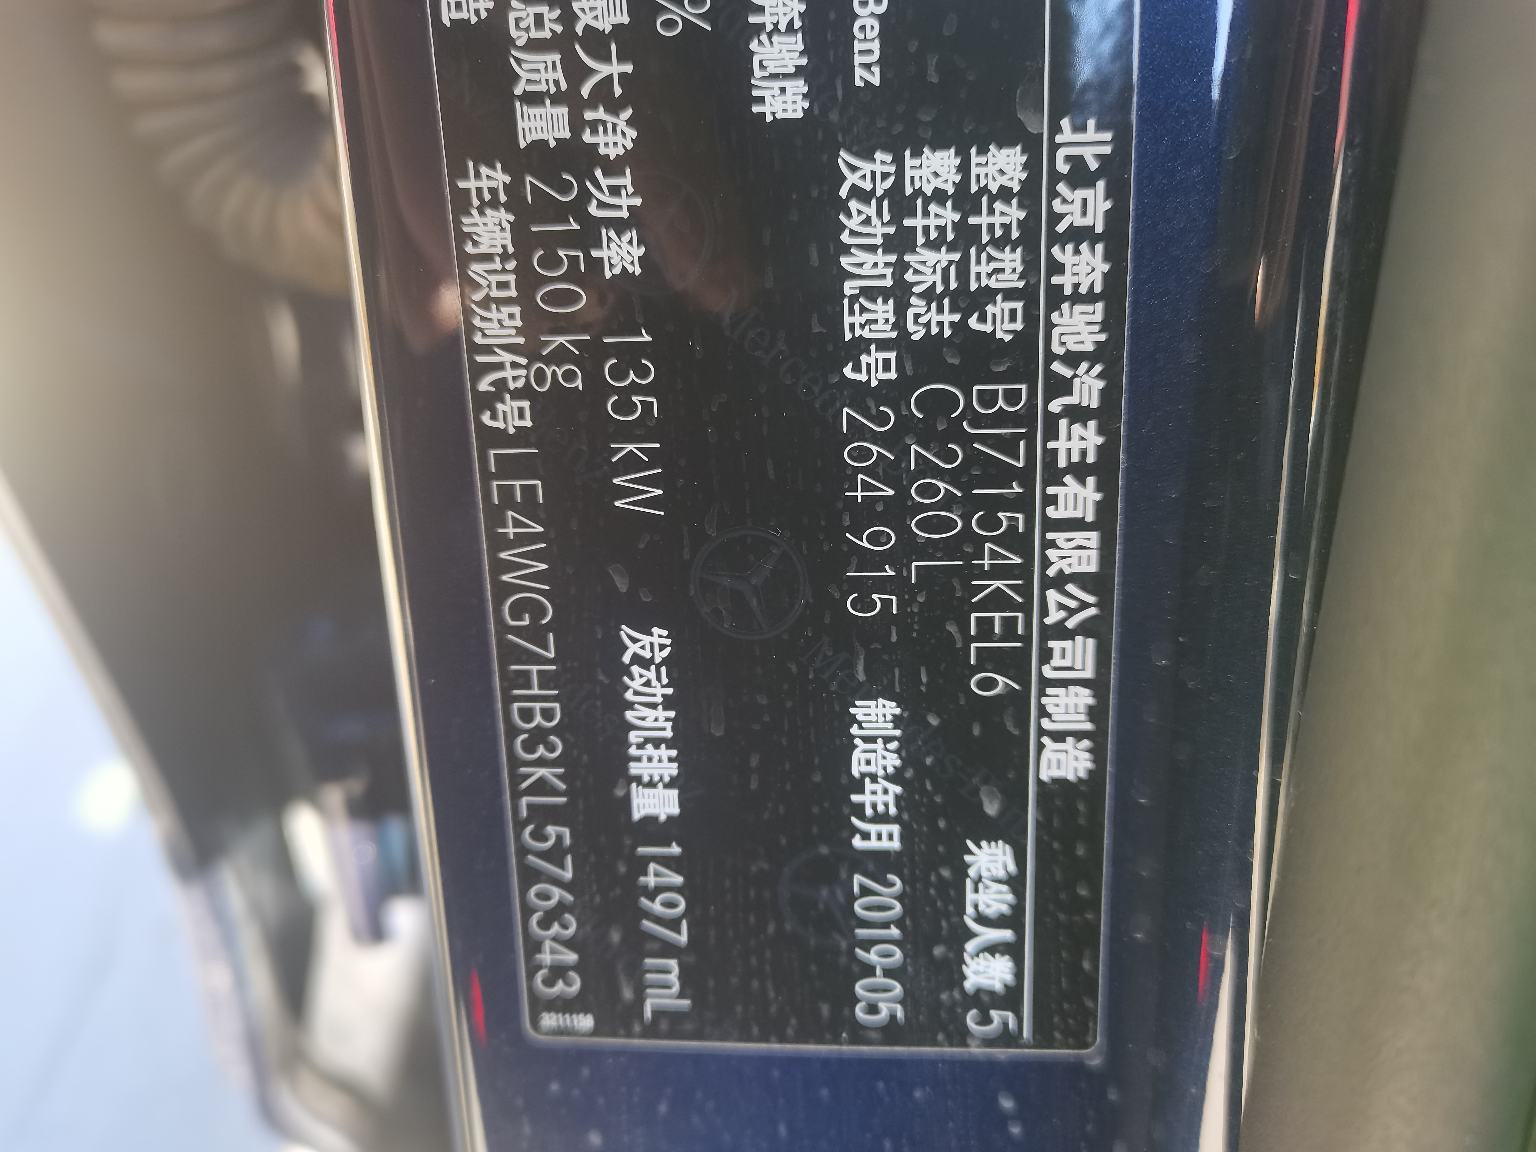 北京奔驰汽车有限公司制造
整车型号 BJ7154KEL6 乘坐人数 5
整车标志 C 260 L
Benz 发动机型号 264 915 制造年月 2019-05
奔驰牌
%
最大净功率 135 kW 发动机排量 1497 mL
总质量 2150 kg
造 车辆识别代号 LE4WG7HB3KL576343
3211158